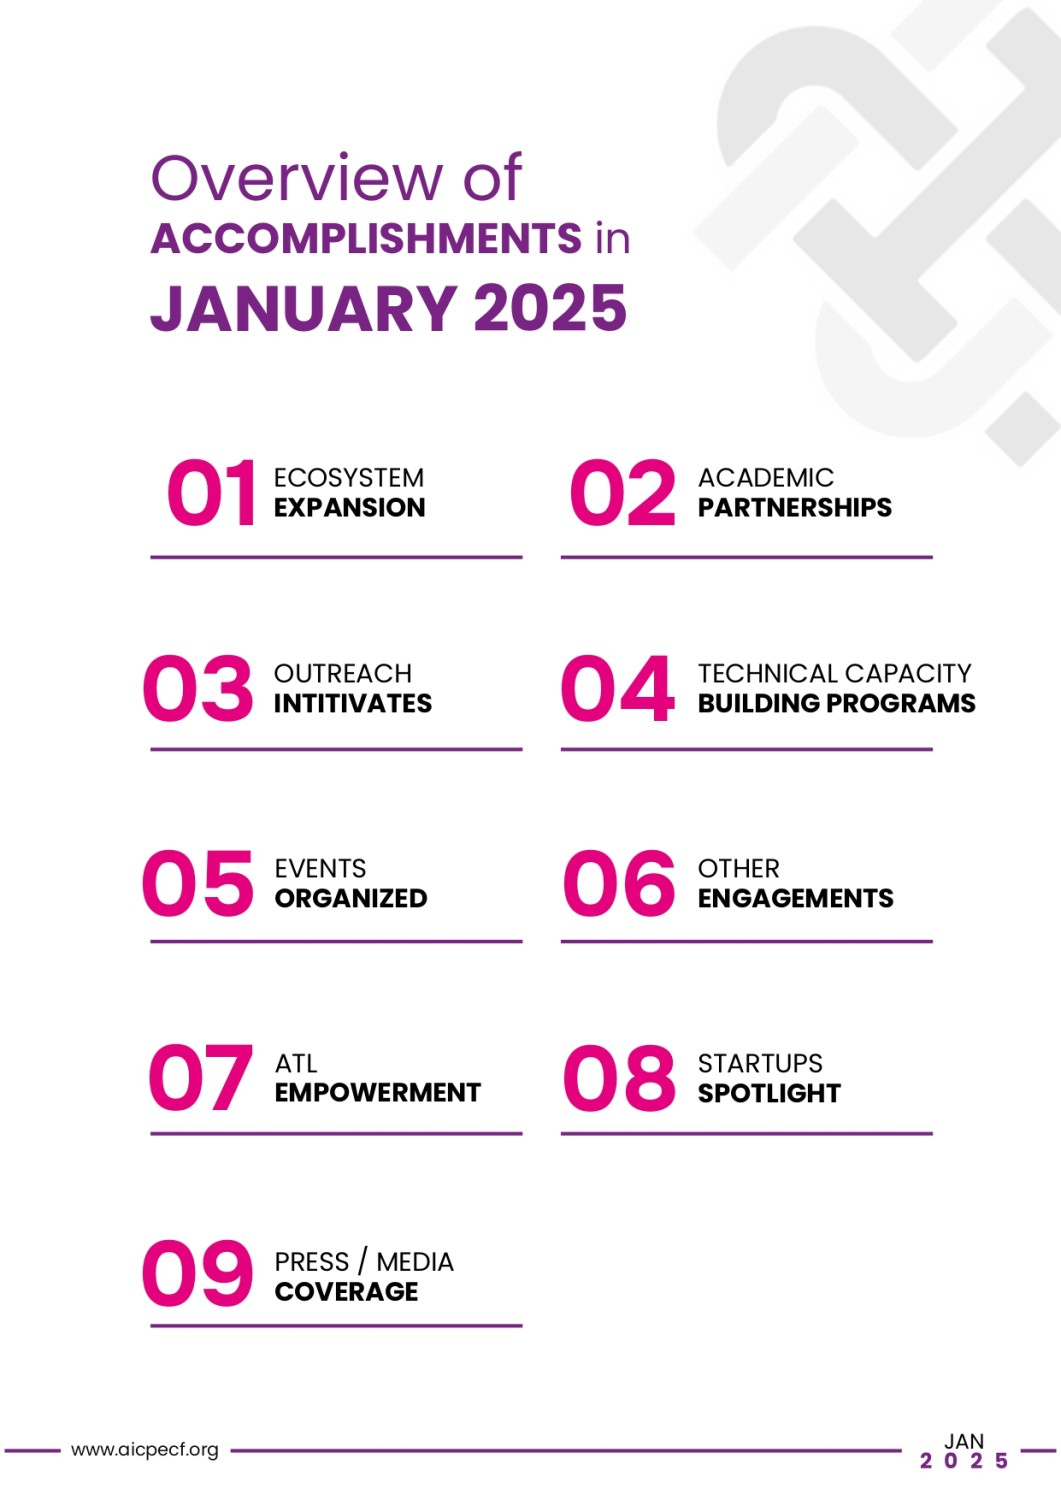 Overview of
ACCOMPLISHMENTS in
JANUARY 2025
01
ECOSYSTEM
EXPANSION
02
ACADEMIC
PARTNERSHIPS
03
OUTREACH
INTITIVATES
04
TECHNICAL CAPACITY
BUILDING PROGRAMS
05
EVENTS
ORGANIZED
06
OTHER
ENGAGEMENTS
07
ATL
EMPOWERMENT
08
STARTUPS
SPOTLIGHT
09
PRESS / MEDIA
COVERAGE
www.aicpecf.org
JAN
2025